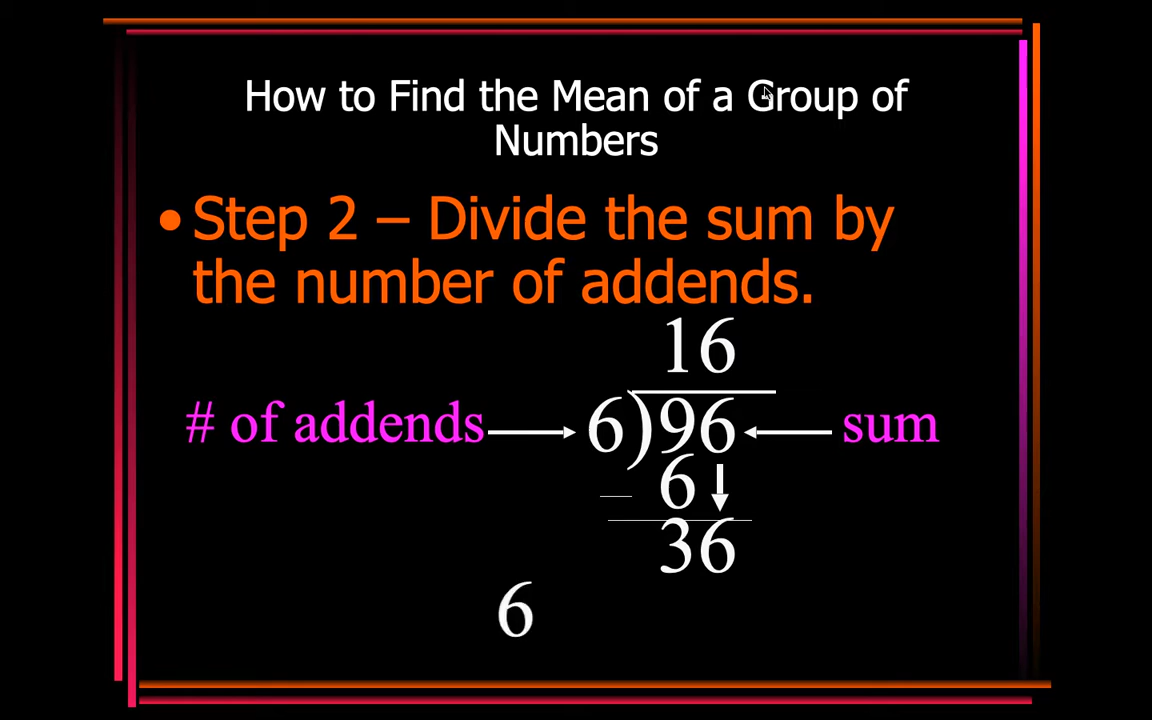 How to Find the Mean of a Group of
Numbers
•Step 2 – Divide the sum by
the number of addends.
16
# of addends 6)96 sum
– 6
36
6